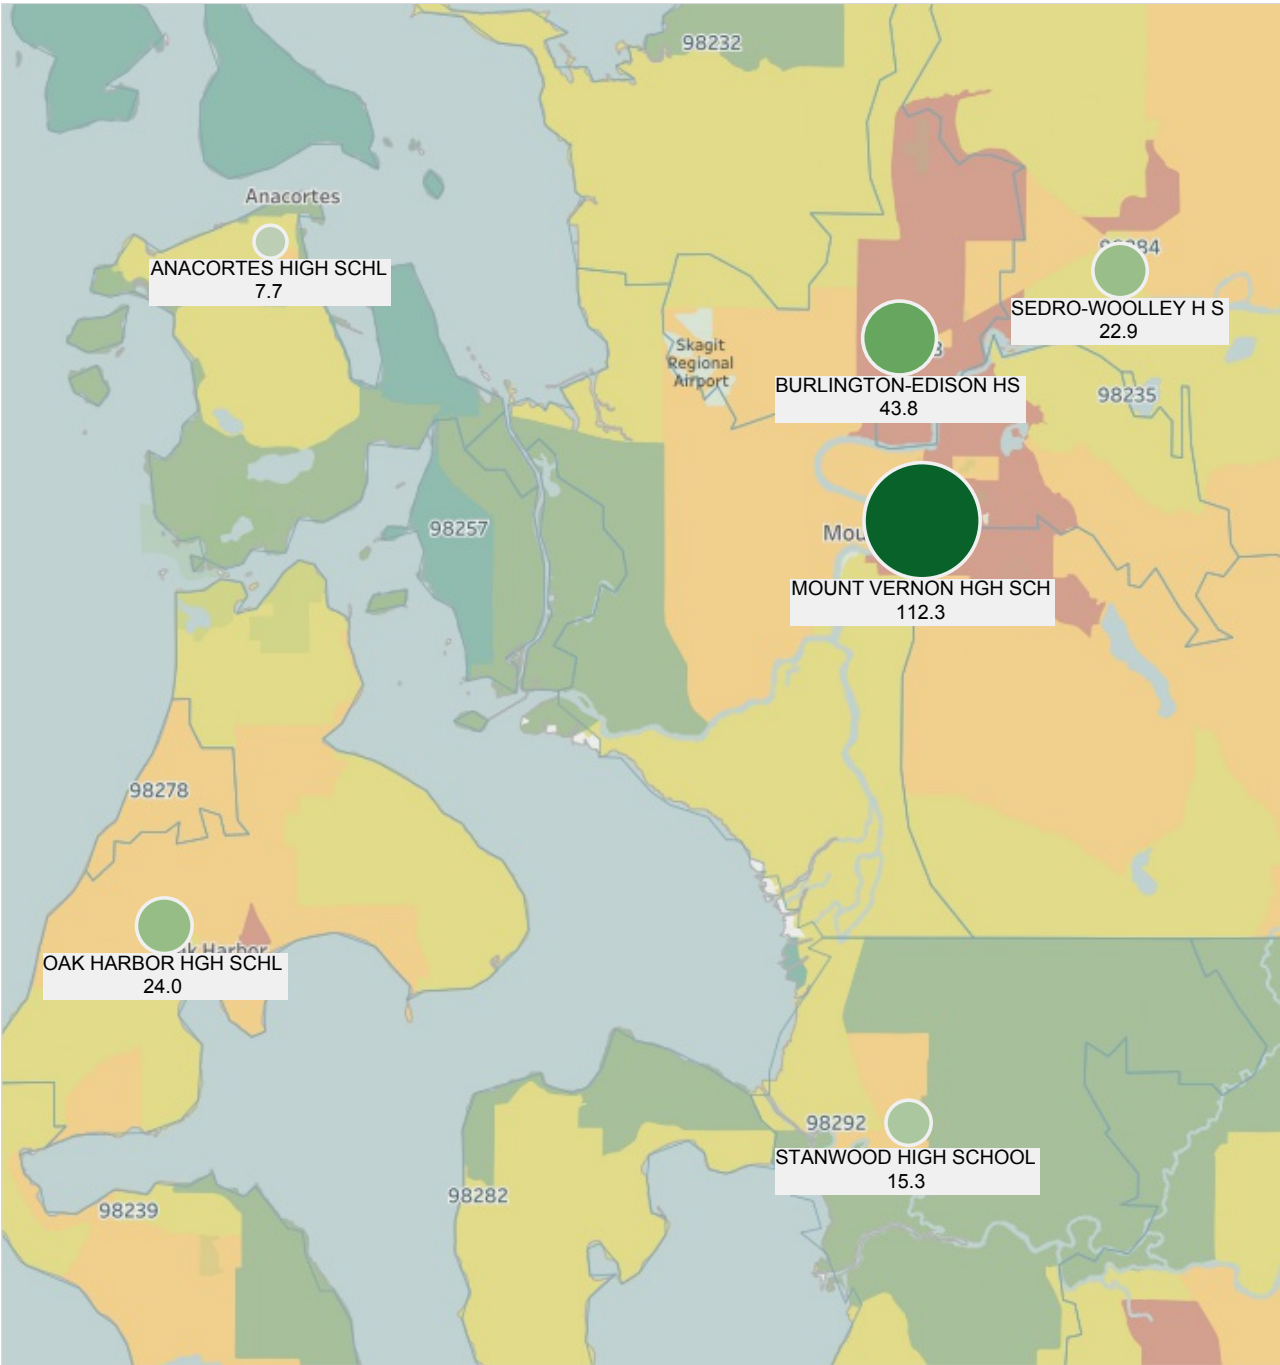 98232
Anacortes
ANACORTES HIGH SCHL
7.7
SEDRO-WOOLLEY H S
22.9
Skagit
Regional
Airport
BURLINGTON-EDISON HS
43.8
98235
98257
MOUNT VERNON HGH SCH
112.3
98278
OAK HARBOR HGH SCHL
24.0
98292
STANWOOD HIGH SCHOOL
15.3
98282
98239